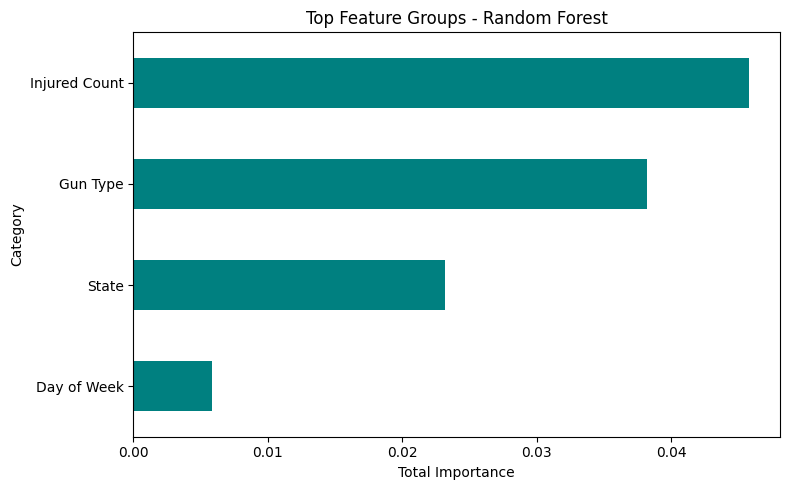 Top Feature Groups - Random Forest
Category
Injured Count
Gun Type
State
Day of Week
0.00 0.01 0.02 0.03 0.04
Total Importance